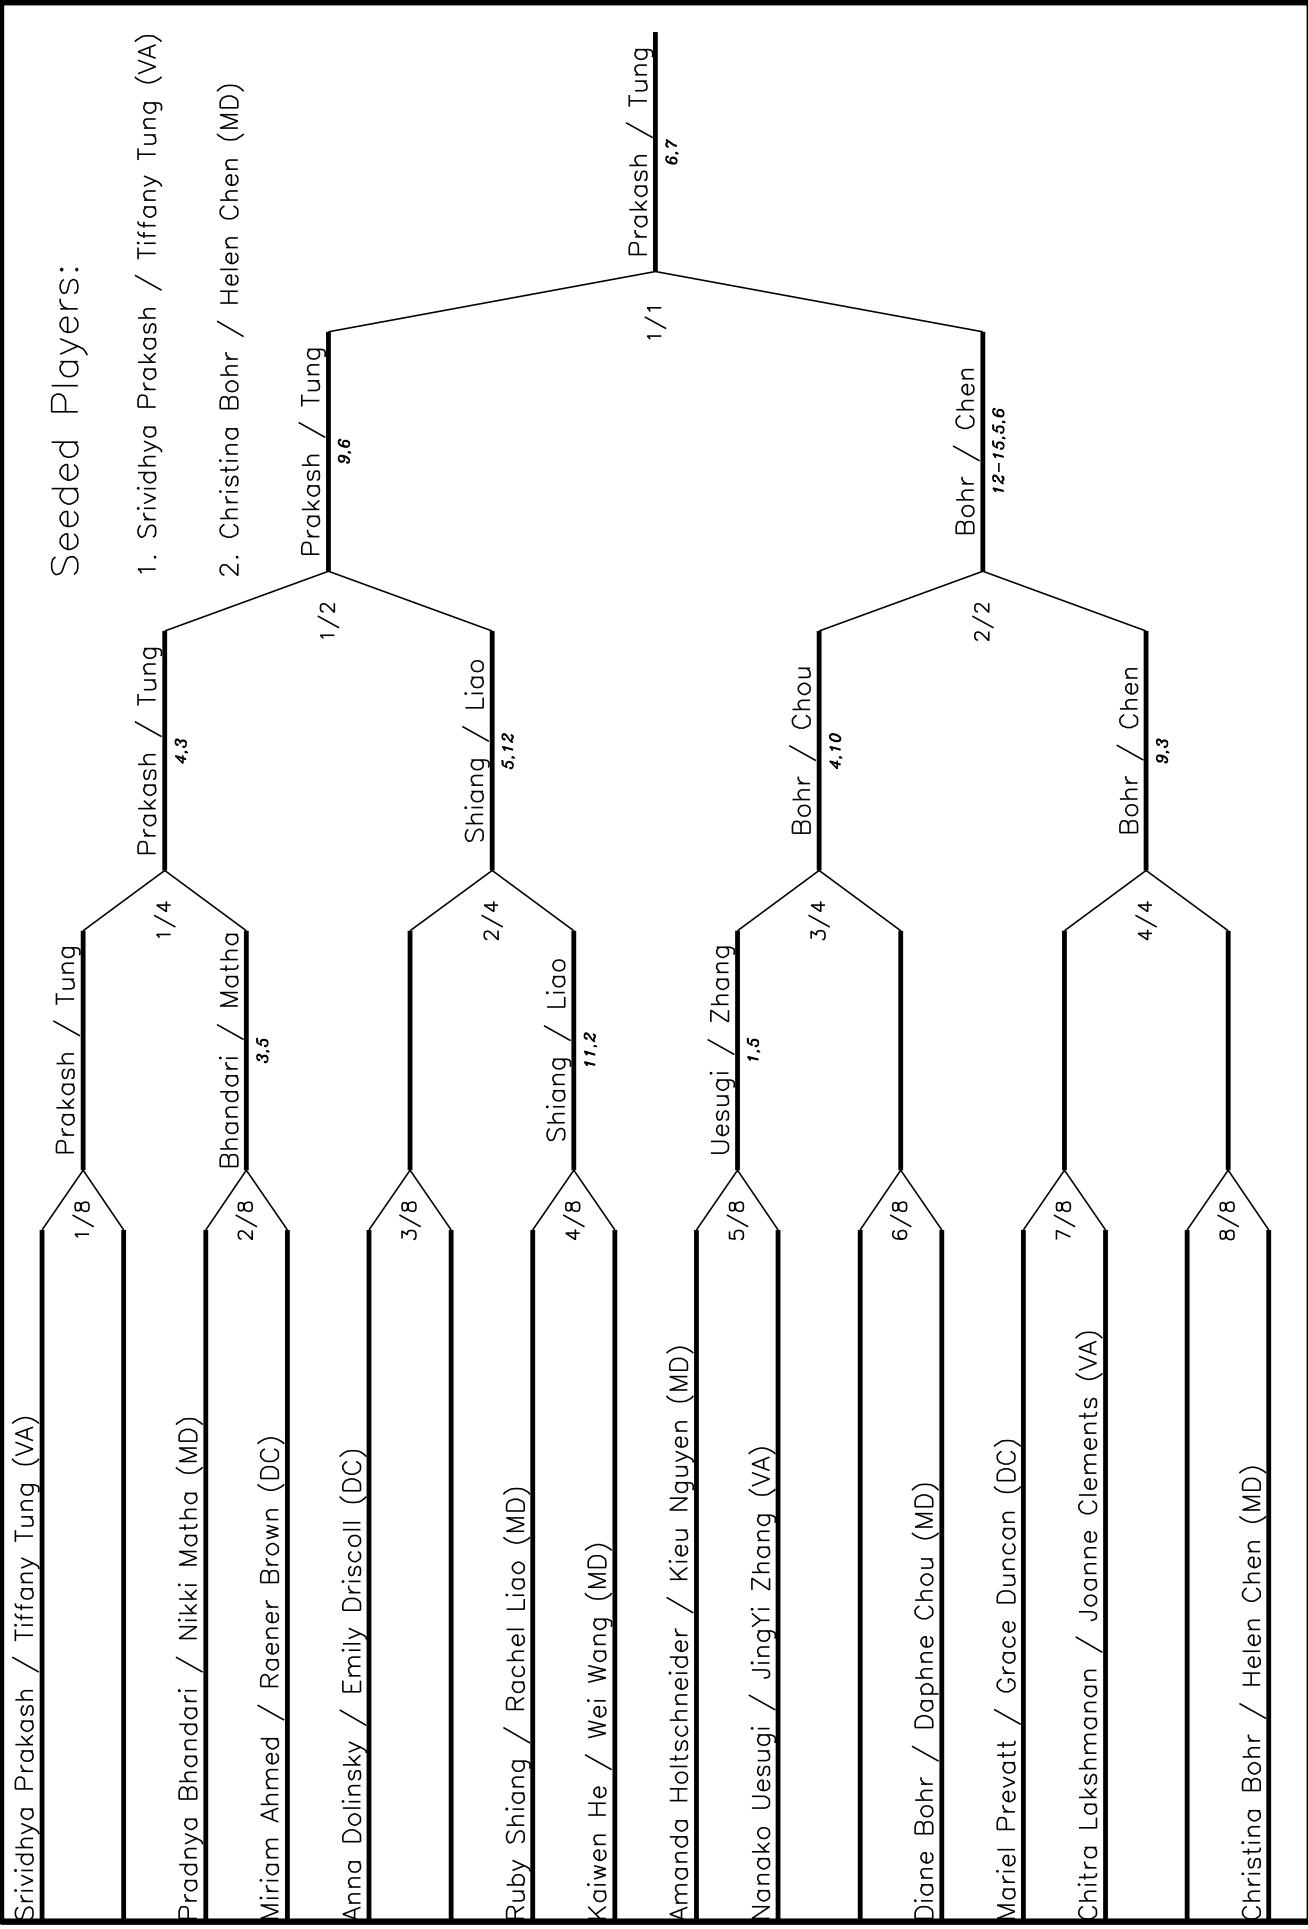 Seeded Players:
1. Srividhya Prakash / Tiffany Tung (VA)
2. Christina Bohr / Helen Chen (MD)
Srividhya Prakash / Tiffany Tung (VA)
Pradnya Bhandari / Nikki Matha (MD)
Miriam Ahmed / Raener Brown (DC)
Anna Dolinsky / Emily Driscoll (DC)
Ruby Shiang / Rachel Liao (MD)
Kaiwen He / Wei Wang (MD)
Amanda Holtschneider / Kieu Nguyen (MD)
Nanako Uesugi / JingYi Zhang (VA)
Diane Bohr / Daphne Chou (MD)
Mariel Prevatt / Grace Duncan (DC)
Chitra Lakshmanan / Joanne Clements (VA)
Christina Bohr / Helen Chen (MD)
1/8
2/8
3/8
4/8
5/8
6/8
7/8
8/8
Prakash / Tung
Bhandari / Matha
3,5
Shiang / Liao
11,2
Uesugi / Zhang
1,5
1/4
2/4
3/4
4/4
Prakash / Tung
4,3
Shiang / Liao
5,12
Bohr / Chou
4,10
Bohr / Chen
9,3
1/2
2/2
Prakash / Tung
9,6
Bohr / Chen
12-15,5,6
1/1
Prakash / Tung
6,7